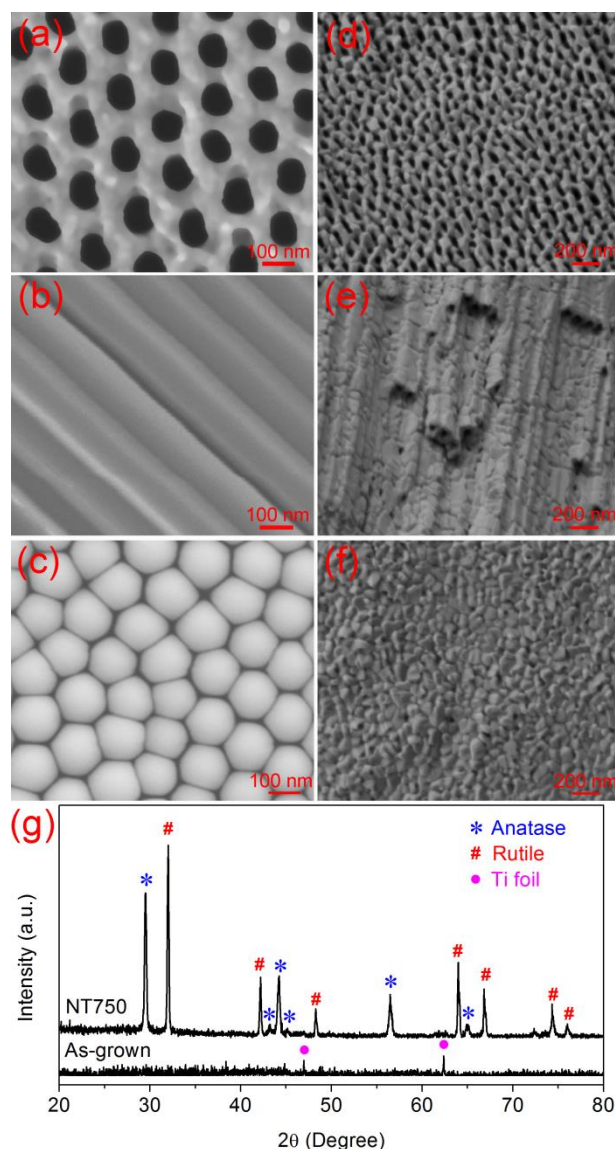 (a)
100 nm
(d)
200 nm
(b)
100 nm
(e)
200 nm
(c)
100 nm
(f)
200 nm
(g)
* Anatase
# Rutile
● Ti foil
*
#
#
*
*
*
#
*
#
*
#
#
#
NT750
As-grown
Intensity (a.u.)
20 30 40 50 60 70 80
2θ (Degree)